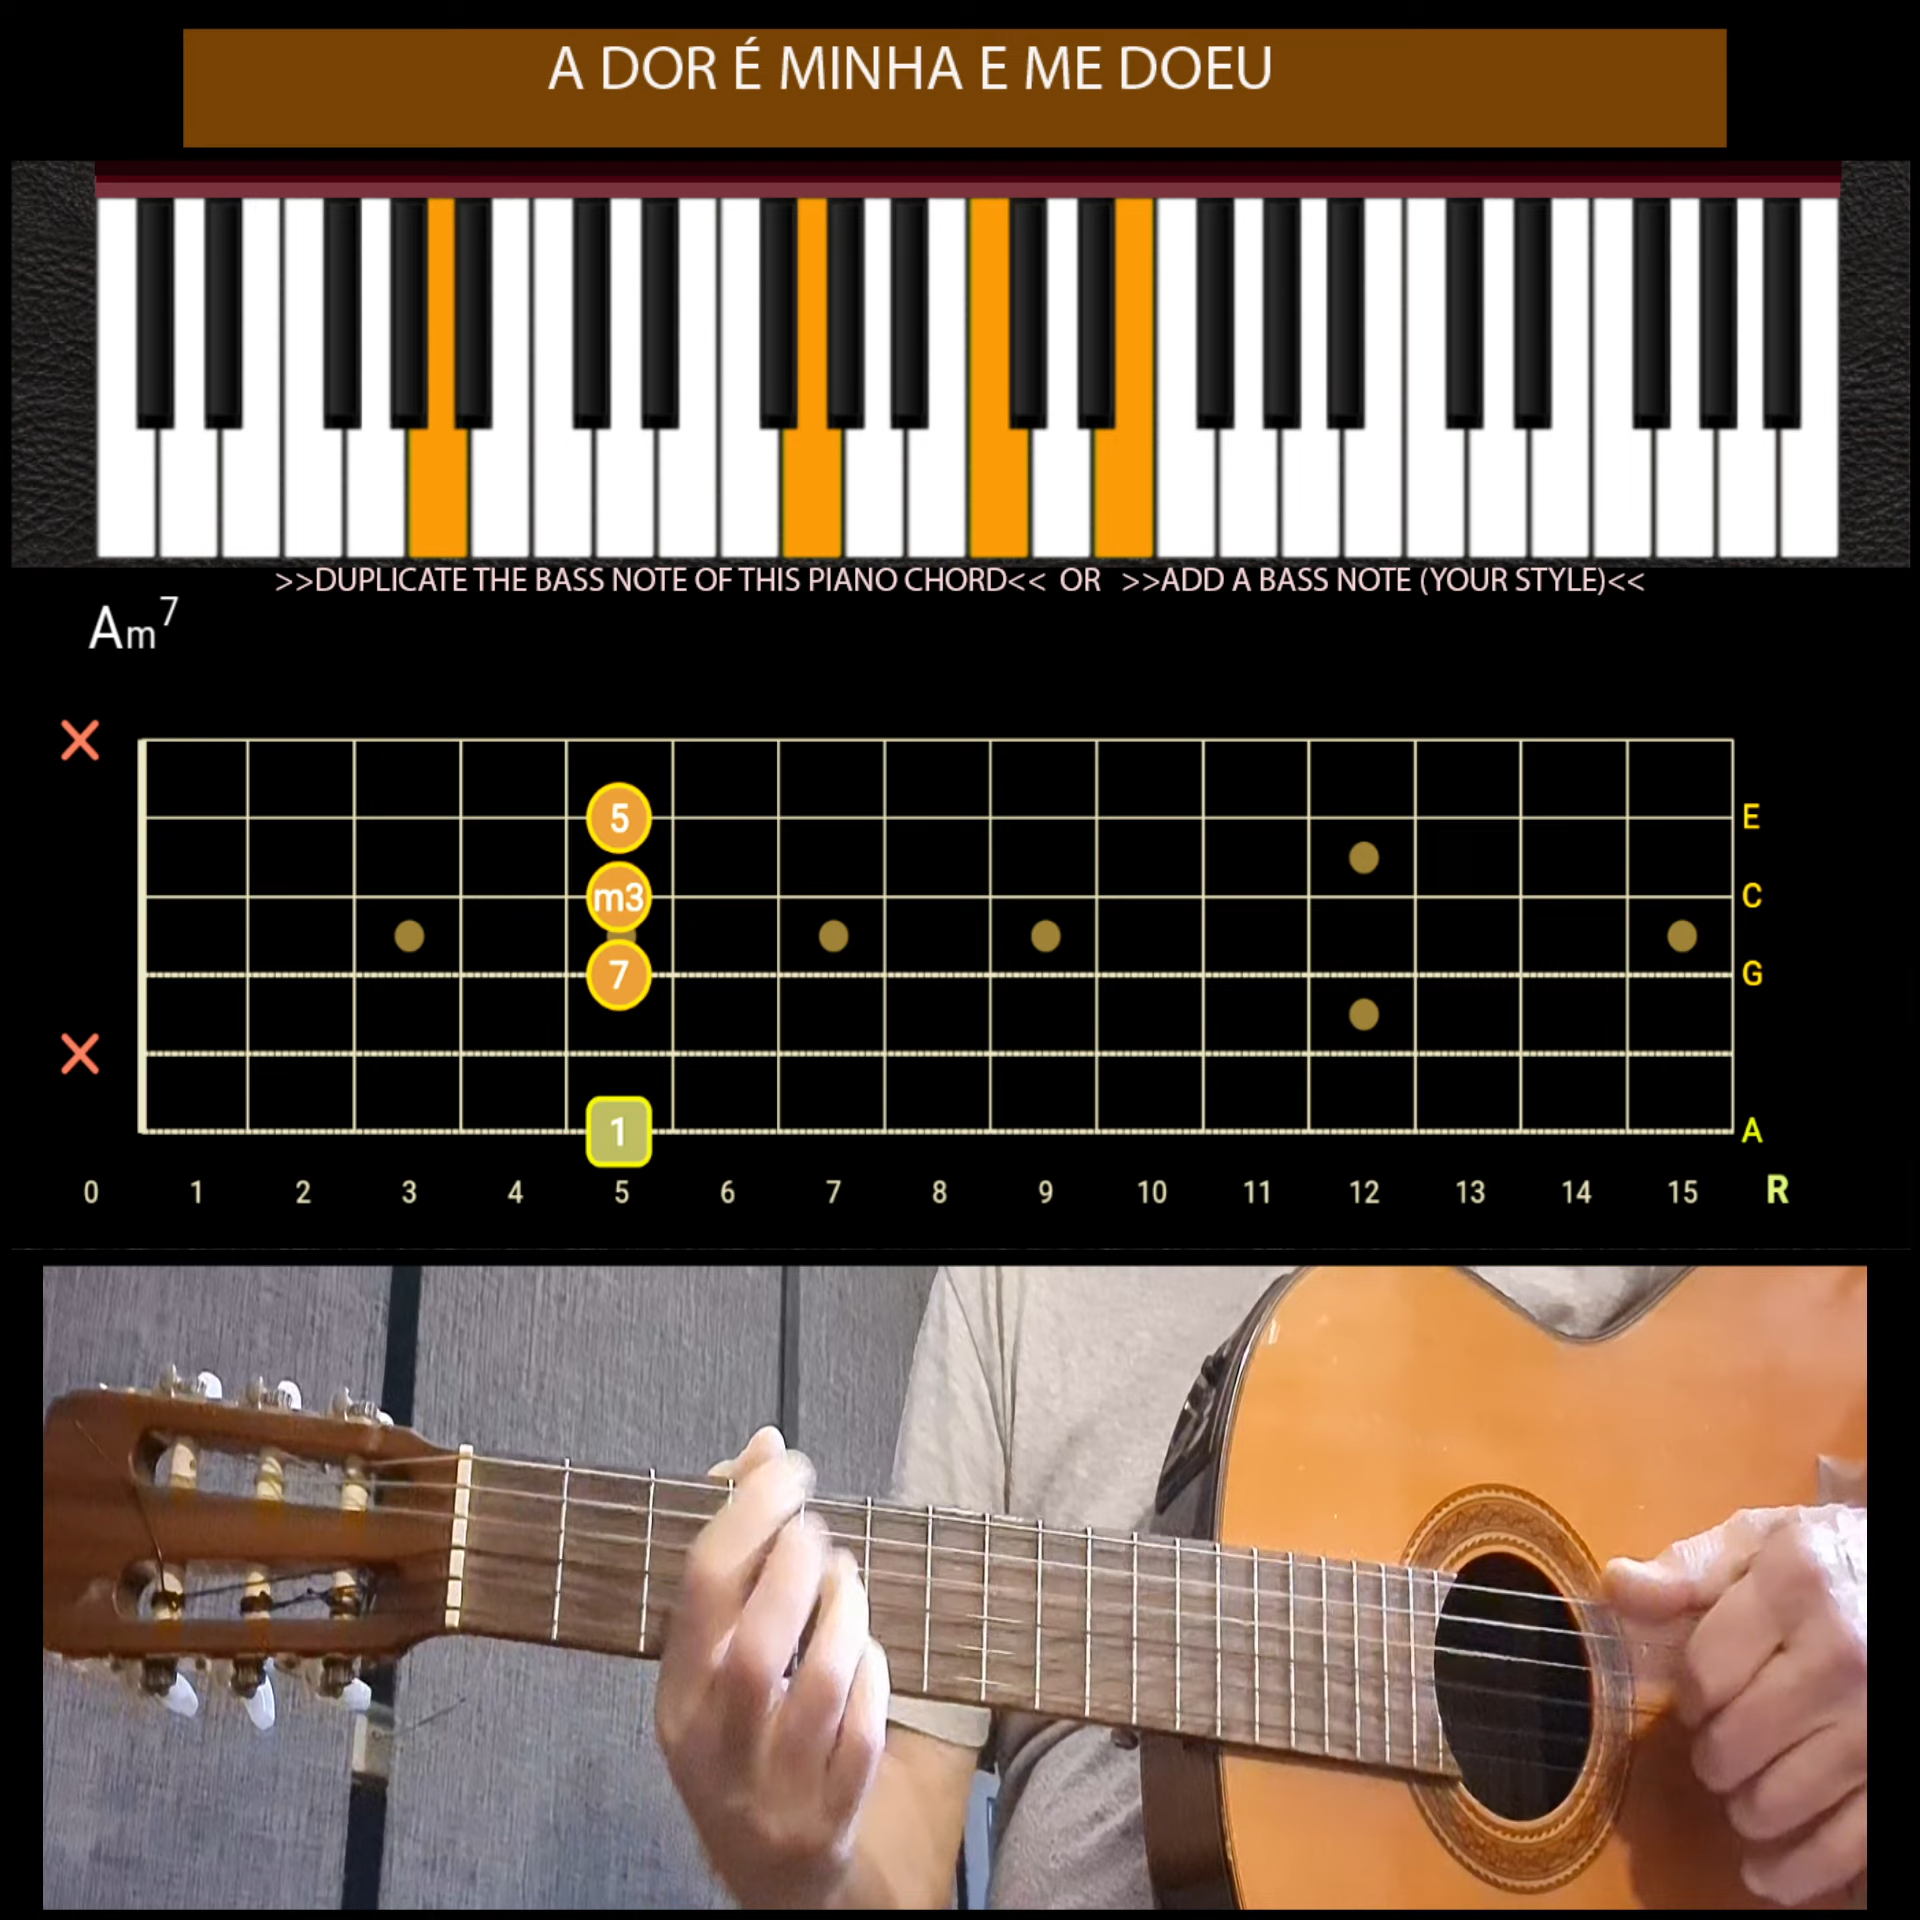 A DOR É MINHA E ME DOEU
>>DUPLICATE THE BASS NOTE OF THIS PIANO CHORD<< OR >>ADD A BASS NOTE (YOUR STYLE)<<
Am7
5 E
m3 C
7 G
1 A
0 1 2 3 4 5 6 7 8 9 10 11 12 13 14 15 R